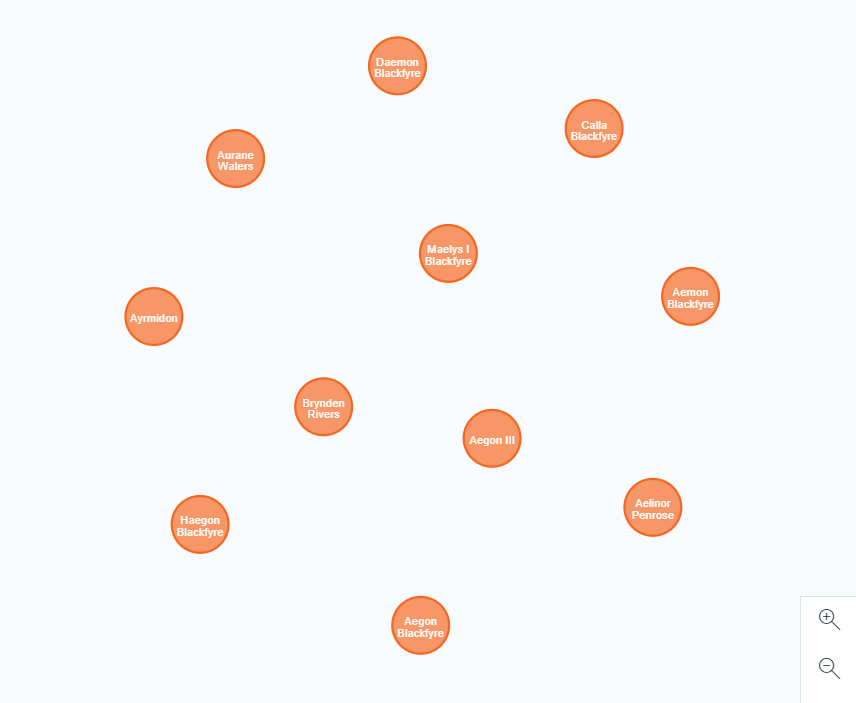 Daemon
Blackfyre
Calla
Blackfyre
Aurane
Waters
Maelys I
Blackfyre
Aemon
Blackfyre
Ayrmidon
Brynden
Rivers
Aegon III
Aelinor
Penrose
Haegon
Blackfyre
Aegon
Blackfyre